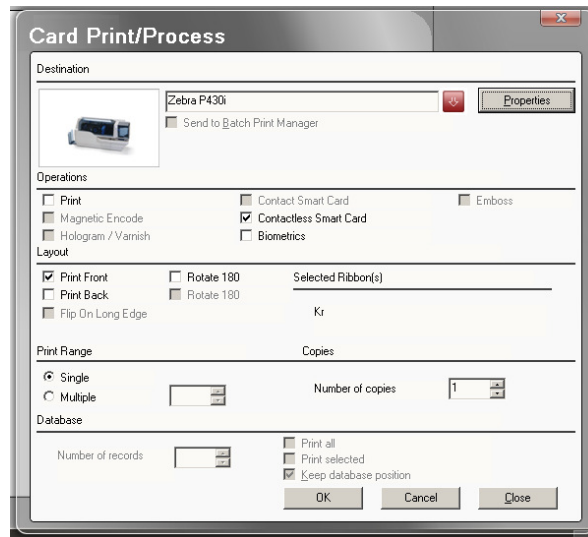 Card Print/Process
Destination
Zebra P430i
Properties
Send to Batch Print Manager
Operations
Print
Contact Smart Card
Emboss
Magnetic Encode
Contactless Smart Card
Hologram / Varnish
Biometrics
Layout
Print Front
Rotate 180
Selected Ribbon(s)
Print Back
Rotate 180
Flip On Long Edge
Kr
Print Range
Copies
Single
Multiple
Number of copies
1
Database
Number of records
Print all
Print selected
Keep database position
OK
Cancel
Close